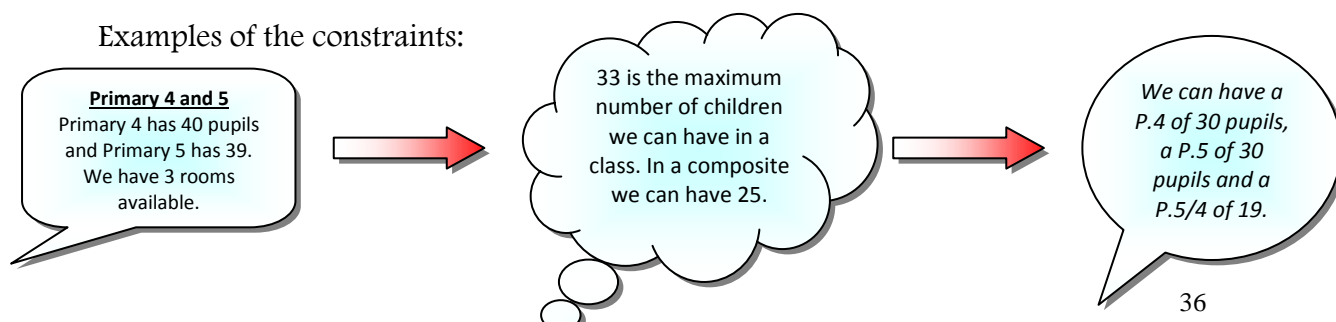 Examples of the constraints:
Primary 4 and 5
Primary 4 has 40 pupils
and Primary 5 has 39.
We have 3 rooms
available.
33 is the maximum
number of children
we can have in a
class. In a composite
we can have 25.
We can have a
P.4 of 30 pupils,
a P.5 of 30
pupils and a
P.5/4 of 19.
36